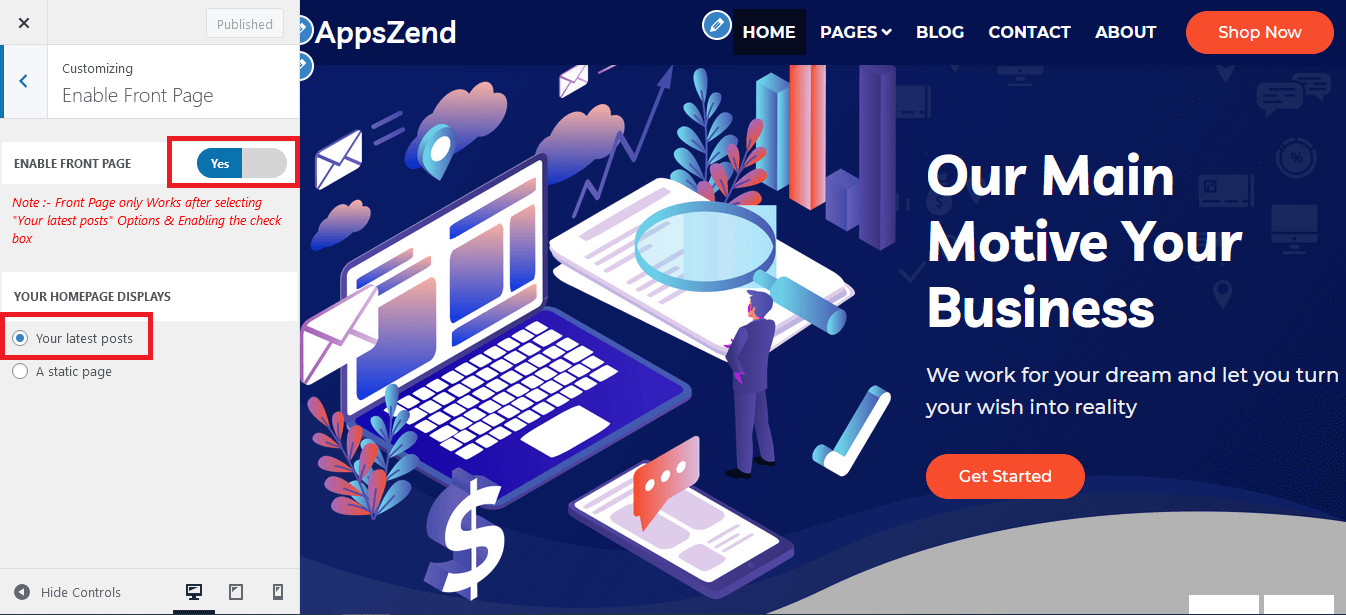 Published
Customizing
Enable Front Page
ENABLE FRONT PAGE
Yes
Note :- Front Page only Works after selecting
"Your latest posts" Options & Enabling the check
box
YOUR HOMEPAGE DISPLAYS
Your latest posts
A static page
Hide Controls
AppsZend
HOME
PAGES
BLOG
CONTACT
ABOUT
Shop Now
Our Main
Motive Your
Business
We work for your dream and let you turn
your wish into reality
Get Started
$
%
$